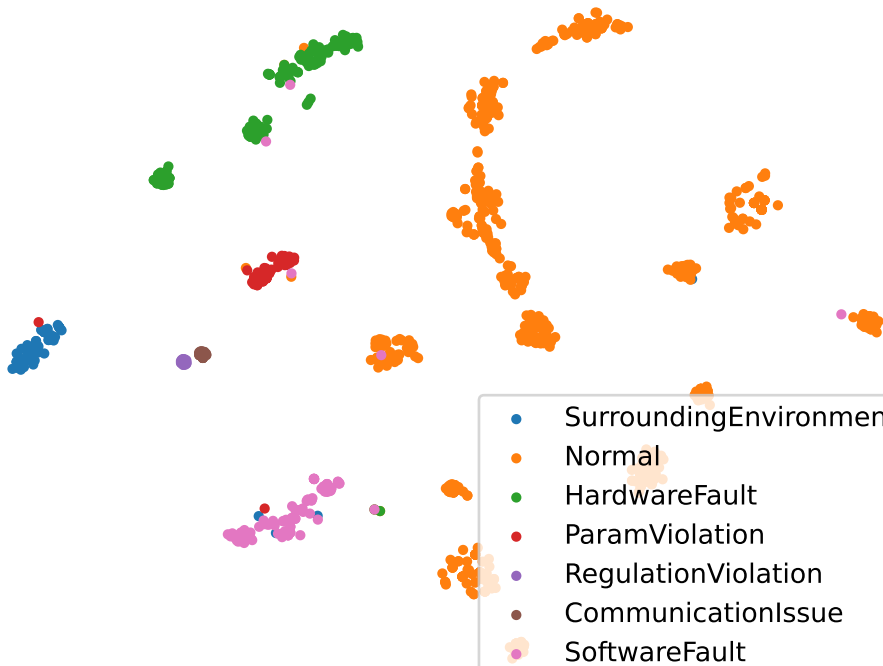 SurroundingEnvironmen
Normal
HardwareFault
ParamViolation
RegulationViolation
CommunicationIssue
SoftwareFault